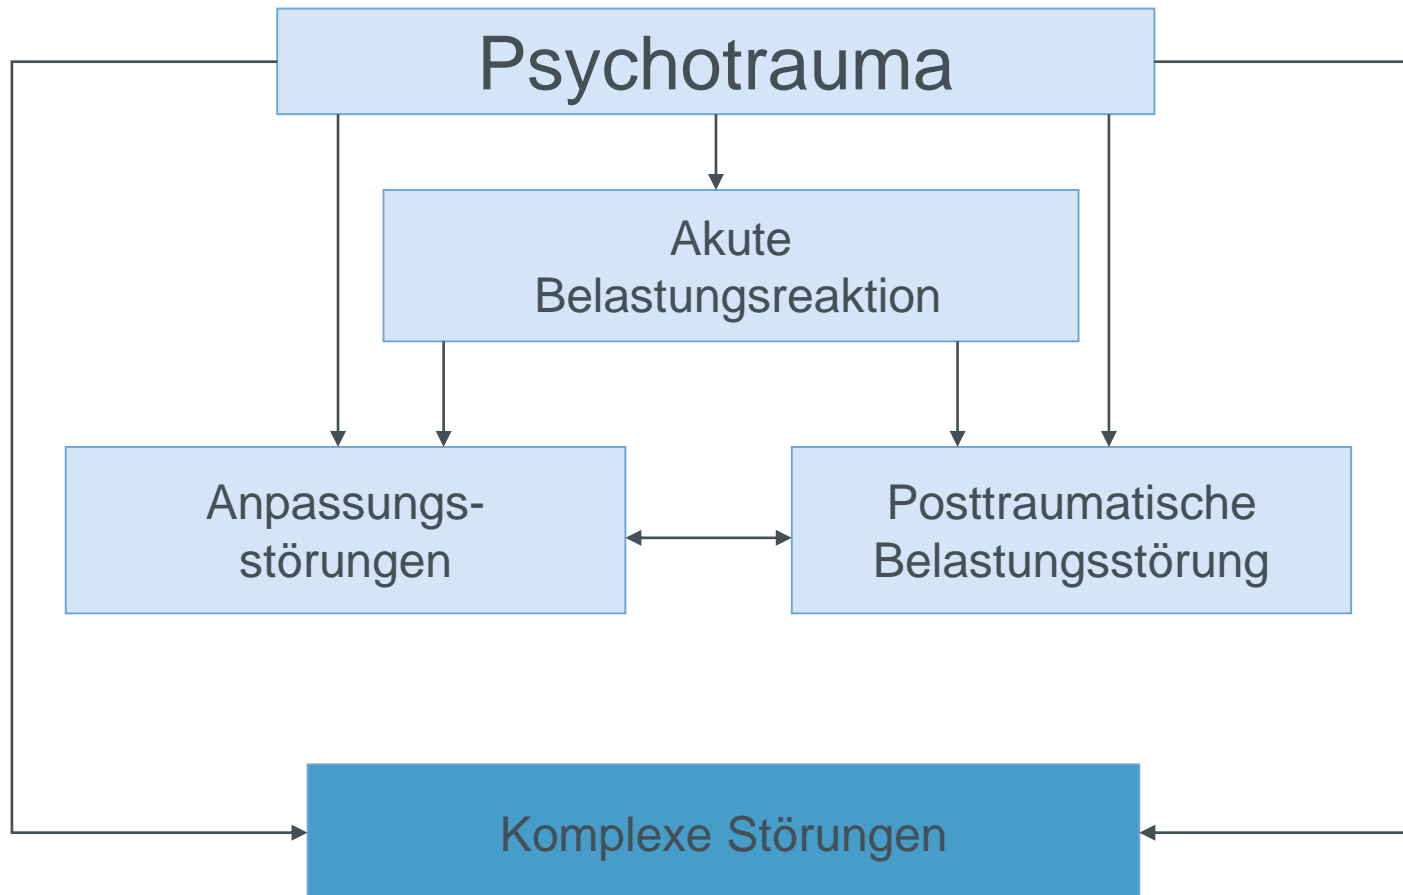 Psychotrauma
Akute
Belastungsreaktion
Anpassungs-
störungen
Posttraumatische
Belastungsstörung
Komplexe Störungen